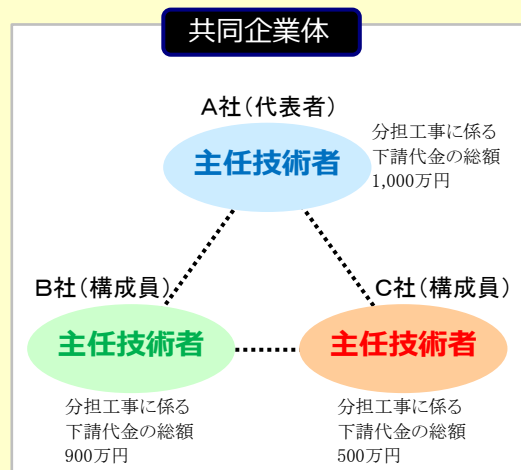 共同企業体
A社(代表者)
主任技術者
分担工事に係る
下請代金の総額
1,000万円
B社(構成員)
主任技術者
分担工事に係る
下請代金の総額
900万円
C社(構成員)
主任技術者
分担工事に係る
下請代金の総額
500万円